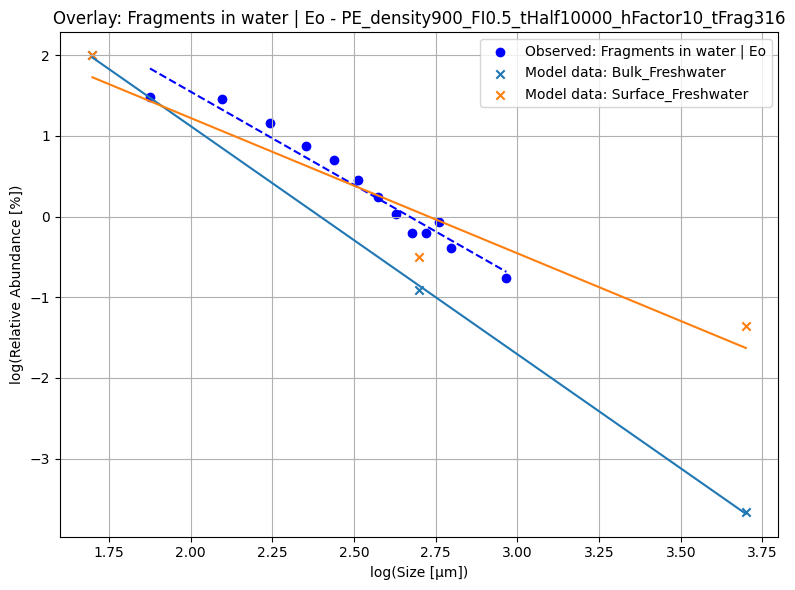 Overlay: Fragments in water | Eo - PE_density900_FI0.5_tHalf10000_hFactor10_tFrag316
Observed: Fragments in water | Eo
Model data: Bulk_Freshwater
Model data: Surface_Freshwater
log(Relative Abundance [%])
2
1
0
−1
−2
−3
1.75 2.00 2.25 2.50 2.75 3.00 3.25 3.50 3.75
log(Size [µm])